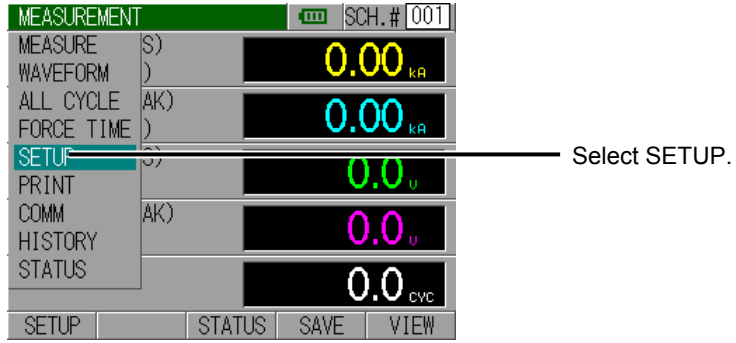 MEASUREMENT SCH.# 001
MEASURE S)
WAVEFORM ) 0.00 kA
ALL CYCLE AK)
FORCE TIME ) 0.00 kA
SETUP S) Select SETUP.
PRINT 0.0 V
COMM AK)
HISTORY 0.0 V
STATUS
0.0 CYC
SETUP STATUS SAVE VIEW